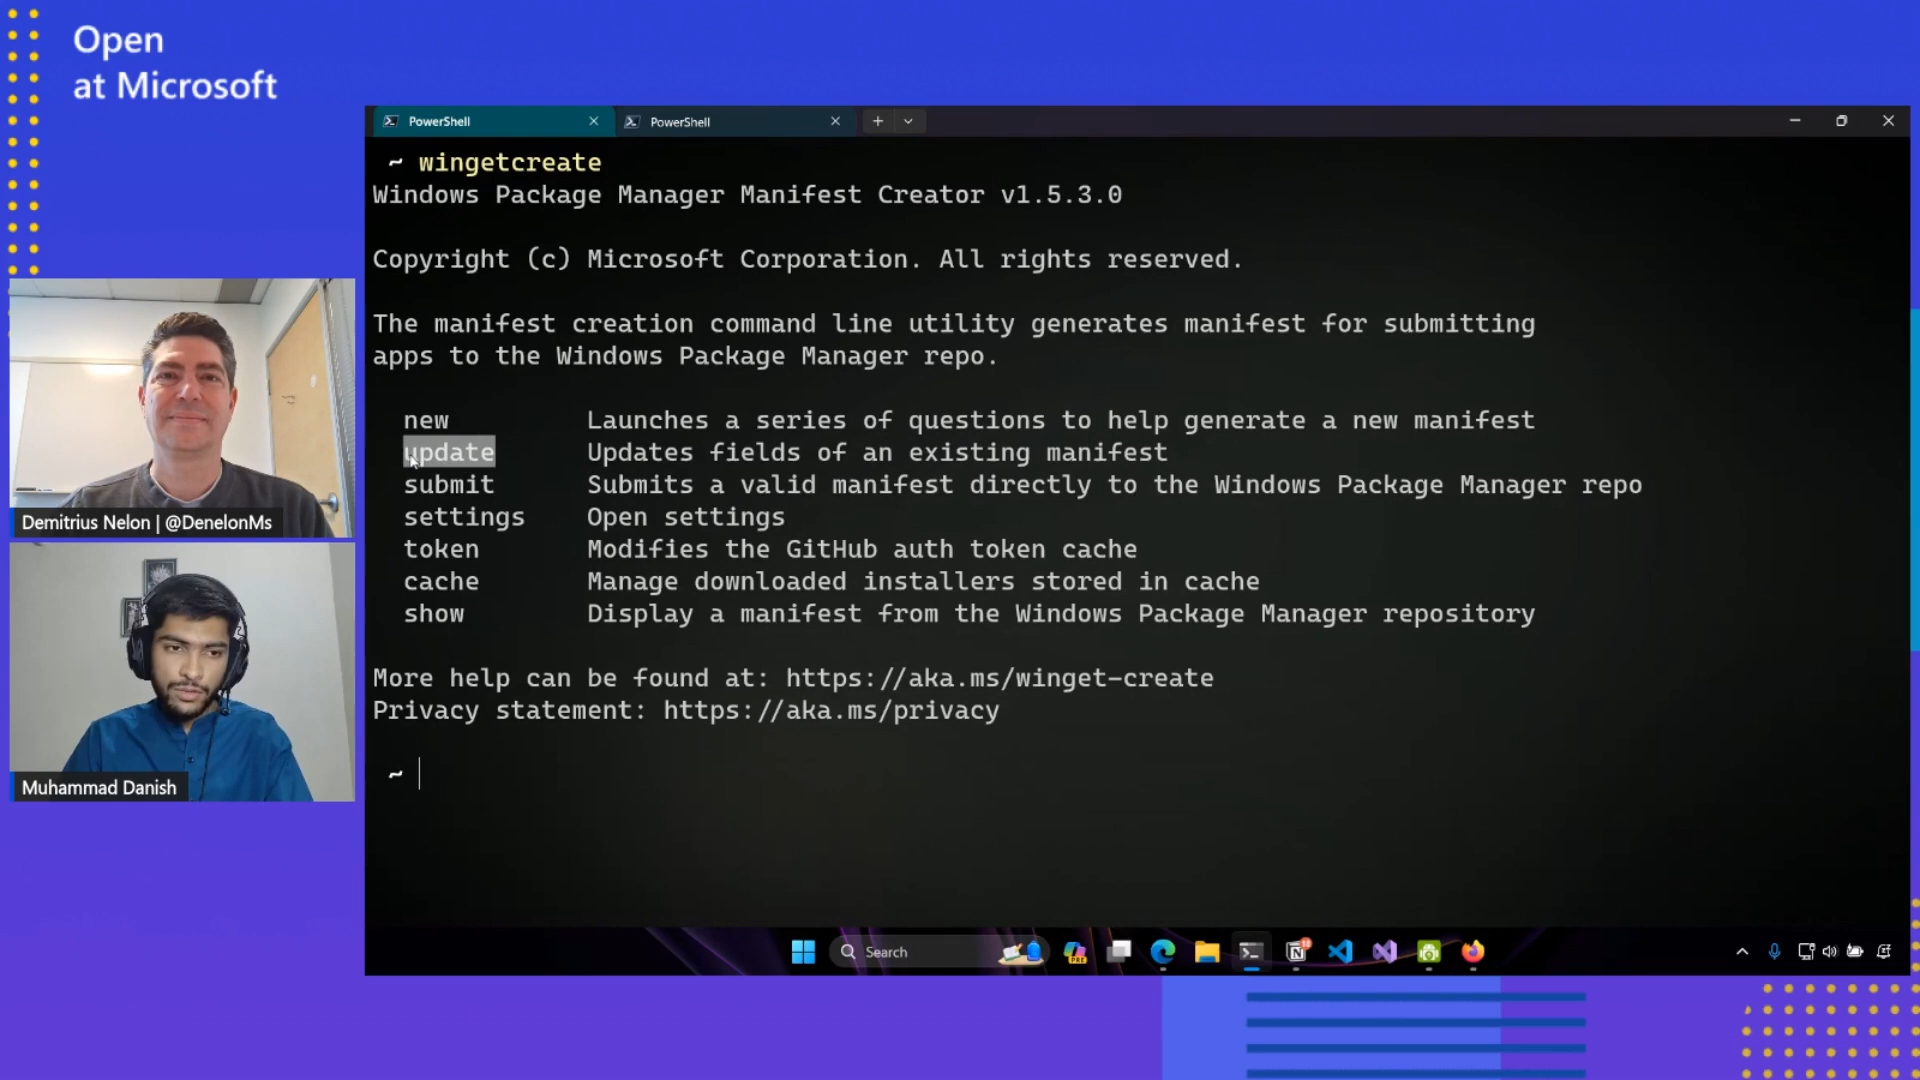 Open
at Microsoft
PowerShell
PowerShell
~ wingetcreate
Windows Package Manager Manifest Creator v1.5.3.0
Copyright (c) Microsoft Corporation. All rights reserved.
The manifest creation command line utility generates manifest for submitting
apps to the Windows Package Manager repo.
new Launches a series of questions to help generate a new manifest
update Updates fields of an existing manifest
submit Submits a valid manifest directly to the Windows Package Manager repo
settings Open settings
token Modifies the GitHub auth token cache
cache Manage downloaded installers stored in cache
show Display a manifest from the Windows Package Manager repository
More help can be found at: https://aka.ms/winget-create
Privacy statement: https://aka.ms/privacy
~
Demitrius Nelon | @DenelonMs
Muhammad Danish
Search
PRE